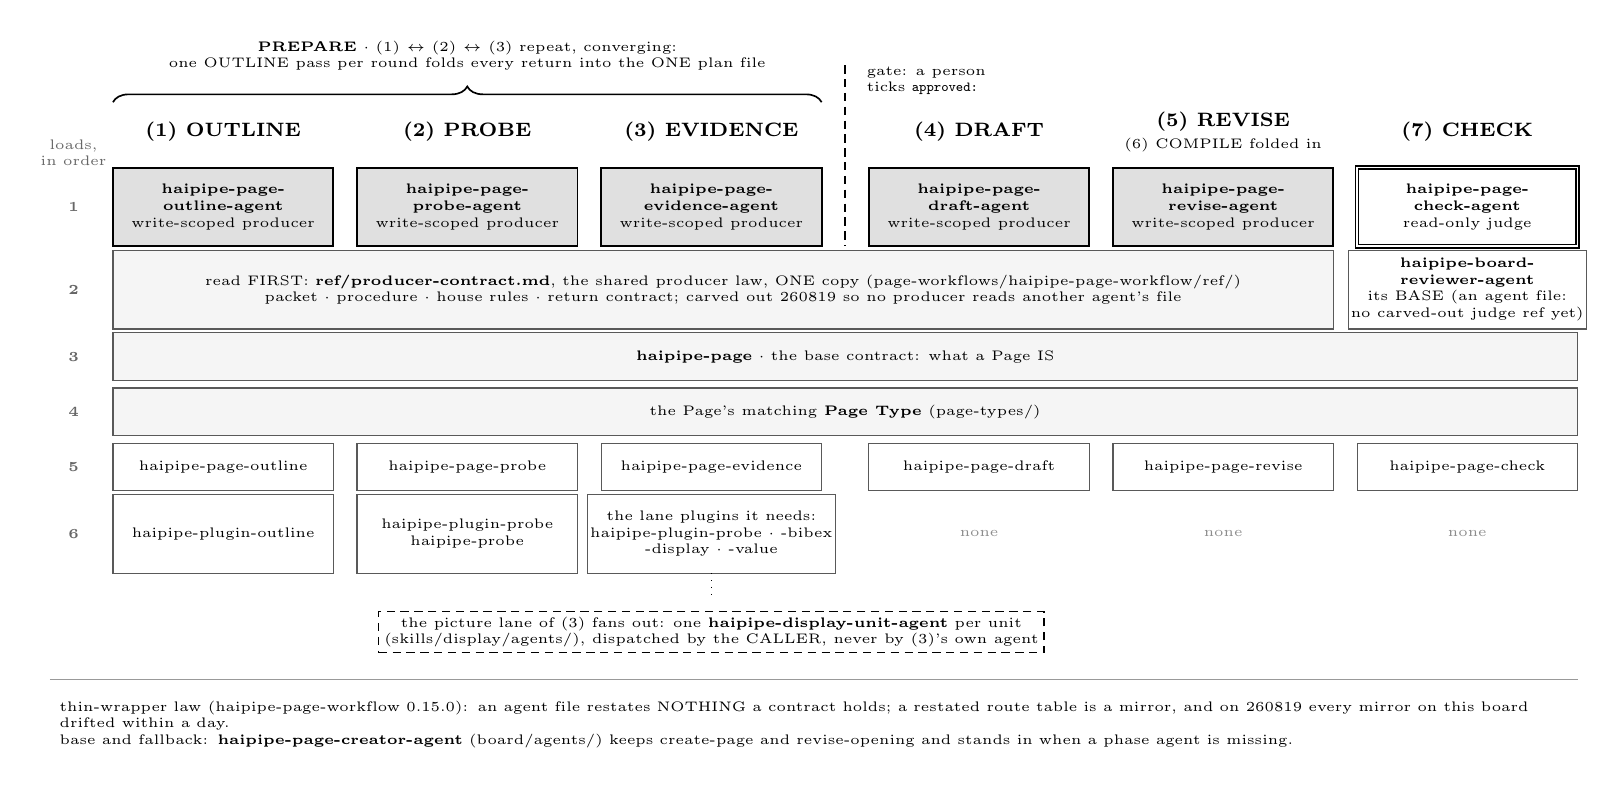 PREPARE · (1) ↔ (2) ↔ (3) repeat, converging:
one OUTLINE pass per round folds every return into the ONE plan file
gate: a person
ticks approved:
(1) OUTLINE
(2) PROBE
(3) EVIDENCE
(4) DRAFT
(5) REVISE
(6) COMPILE folded in
(7) CHECK
loads,
in order
1
haipipe-page-
outline-agent
write-scoped producer
haipipe-page-
probe-agent
write-scoped producer
haipipe-page-
evidence-agent
write-scoped producer
haipipe-page-
draft-agent
write-scoped producer
haipipe-page-
revise-agent
write-scoped producer
haipipe-page-
check-agent
read-only judge
2
read FIRST: ref/producer-contract.md, the shared producer law, ONE copy (page-workflows/haipipe-page-workflow/ref/)
packet · procedure · house rules · return contract; carved out 260819 so no producer reads another agent's file
haipipe-board-
reviewer-agent
its BASE (an agent file:
no carved-out judge ref yet)
3
haipipe-page · the base contract: what a Page IS
4
the Page's matching Page Type (page-types/)
5
haipipe-page-outline
haipipe-page-probe
haipipe-page-evidence
haipipe-page-draft
haipipe-page-revise
haipipe-page-check
6
haipipe-plugin-outline
haipipe-plugin-probe
haipipe-probe
the lane plugins it needs:
haipipe-plugin-probe · -bibex
-display · -value
none
none
none
the picture lane of (3) fans out: one haipipe-display-unit-agent per unit
(skills/display/agents/), dispatched by the CALLER, never by (3)'s own agent
thin-wrapper law (haipipe-page-workflow 0.15.0): an agent file restates NOTHING a contract holds; a restated route table is a mirror, and on 260819 every mirror on this board
drifted within a day.
base and fallback: haipipe-page-creator-agent (board/agents/) keeps create-page and revise-opening and stands in when a phase agent is missing.